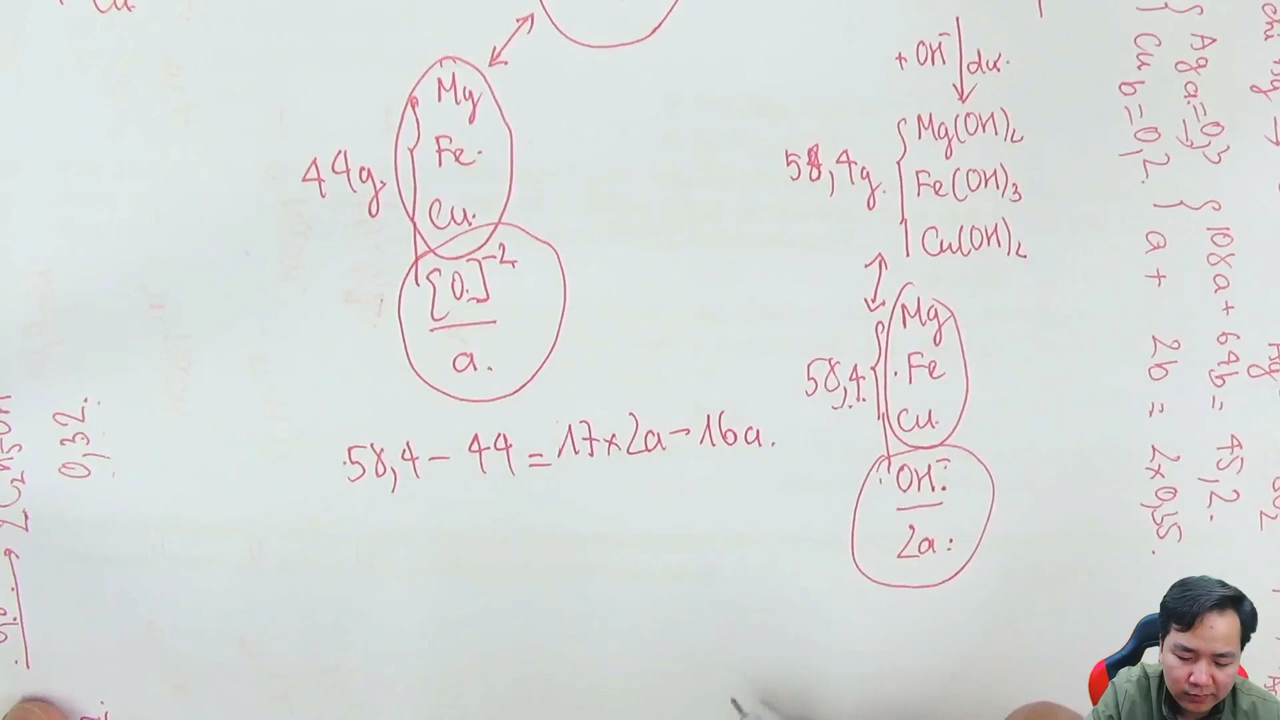 Cu
44g
Mg
Fe
Cu
[O]⁻²
a.
+ OH⁻ dư.
58,4g
Mg(OH)₂
Fe(OH)₃
Cu(OH)₂
58,4
Mg
Fe
Cu
OH⁻
2a
58,4 - 44 = 17 x 2a - 16a.
0,32.
Ag a = 0,3
Cu b = 0,2.
108a + 64b = 45,2.
a + 2b = 2x0,35.